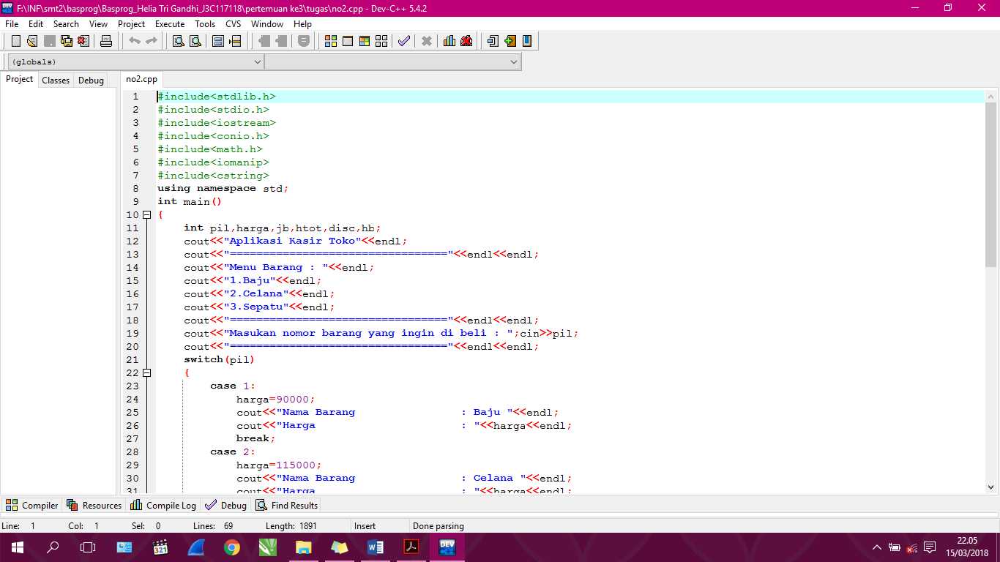 F:\INF\smt2\basprog\Basprog_Helia Tri Gandhi_J3C117118\pertemuan ke3\tugas\no2.cpp - Dev-C++ 5.4.2
File Edit Search View Project Execute Tools CVS Window Help
(globals)
Project Classes Debug no2.cpp
1 #include<stdlib.h>
2 #include<stdio.h>
3 #include<iostream>
4 #include<conio.h>
5 #include<math.h>
6 #include<iomanip>
7 #include<cstring>
8 using namespace std;
9 int main()
10 {
11 int pil,harga,jb,htot,disc,hb;
12 cout<<"Aplikasi Kasir Toko"<<endl;
13 cout<<"================================="<<endl<<endl;
14 cout<<"Menu Barang : "<<endl;
15 cout<<"1.Baju"<<endl;
16 cout<<"2.Celana"<<endl;
17 cout<<"3.Sepatu"<<endl;
18 cout<<"================================="<<endl<<endl;
19 cout<<"Masukan nomor barang yang ingin di beli : ";cin>>pil;
20 cout<<"================================="<<endl<<endl;
21 switch(pil)
22 {
23 case 1:
24 harga=90000;
25 cout<<"Nama Barang                : Baju "<<endl;
26 cout<<"Harga                      : "<<harga<<endl;
27 break;
28 case 2:
29 harga=115000;
30 cout<<"Nama Barang                : Celana "<<endl;
31 cout<<"Harga                      : "<<harga<<endl;
Compiler Resources Compile Log Debug Find Results
Line: 1 Col: 1 Sel: 0 Lines: 69 Length: 1891 Insert Done parsing
321 DEV 22.05
15/03/2018